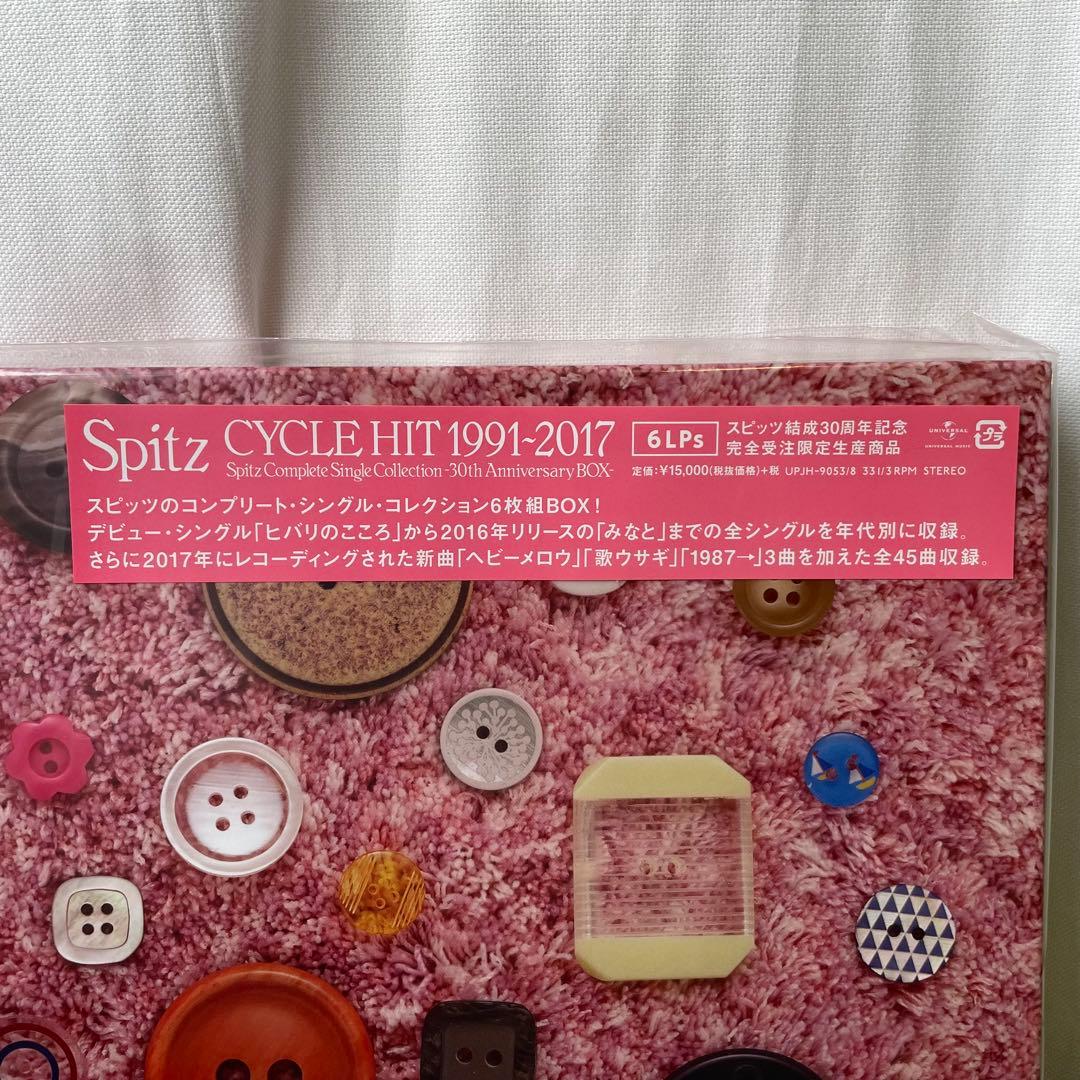 Spitz
CYCLE HIT 1991~2017
Spitz Complete Single Collection -30th Anniversary BOX-
6LPs
スピッツ結成30周年記念
完全受注限定生産商品
定価:¥15,000(税抜価格)+税 UPJH-9053/8 33 1/3 RPM STEREO
UNIVERSAL
UNIVERSAL MUSIC
スピッツのコンプリート・シングル・コレクション6枚組BOX!
デビュー・シングル「ヒバリのこころ」から2016年リリースの「みなと」までの全シングルを年代別に収録。
さらに2017年にレコーディングされた新曲「ヘビーメロウ」「歌ウサギ」「1987→」3曲を加えた全45曲収録。